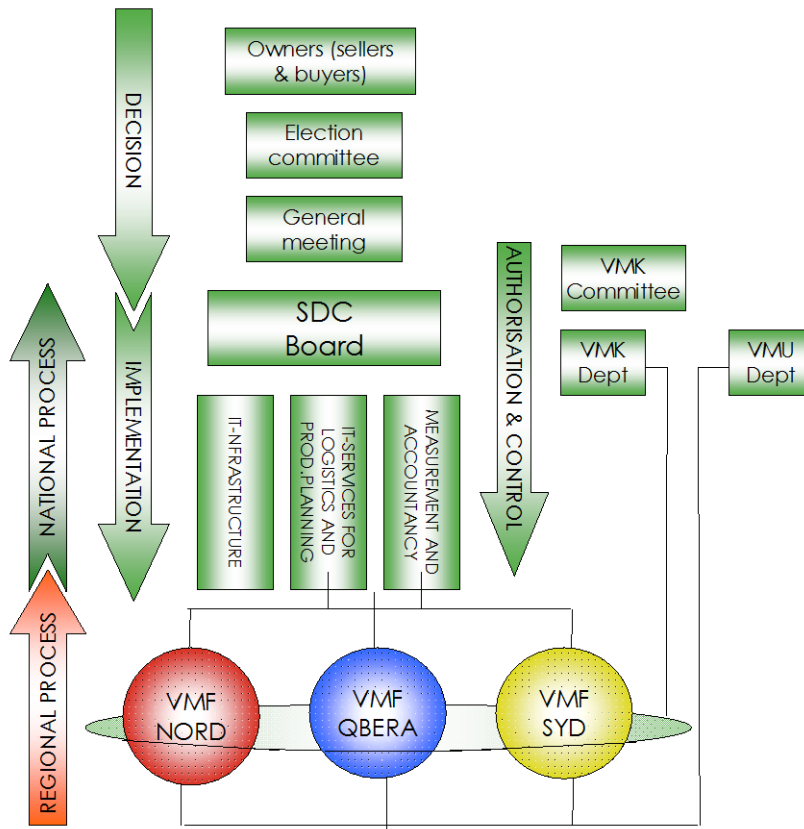 DECISION
Owners (sellers
& buyers)
Election
committee
General
meeting
SDC
Board
NATIONAL PROCESS
IMPLEMENTATION
IT-NFRASTRUCTURE
IT-SERVICES FOR
LOGISTICS AND
PROD.PLANNING
MEASUREMENT AND
ACCOUNTANCY
AUTHORISATION & CONTROL
VMK
Committee
VMK
Dept
VMU
Dept
REGIONAL PROCESS
VMF
NORD
VMF
QBERA
VMF
SYD